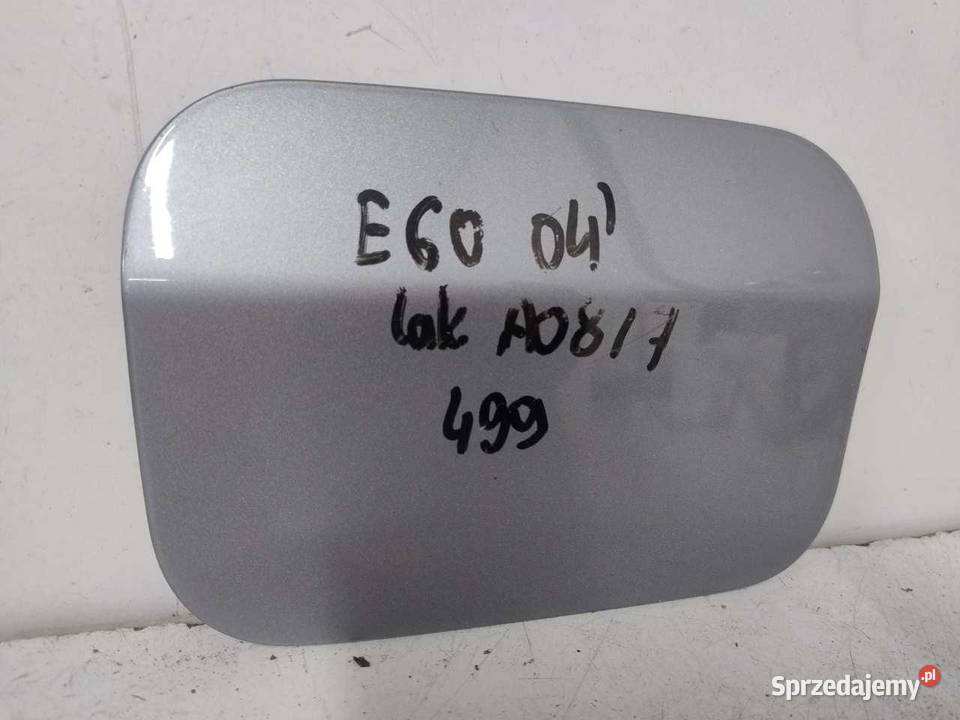 E60 04'
lak A08/7
499
Sprzedajemy.pl